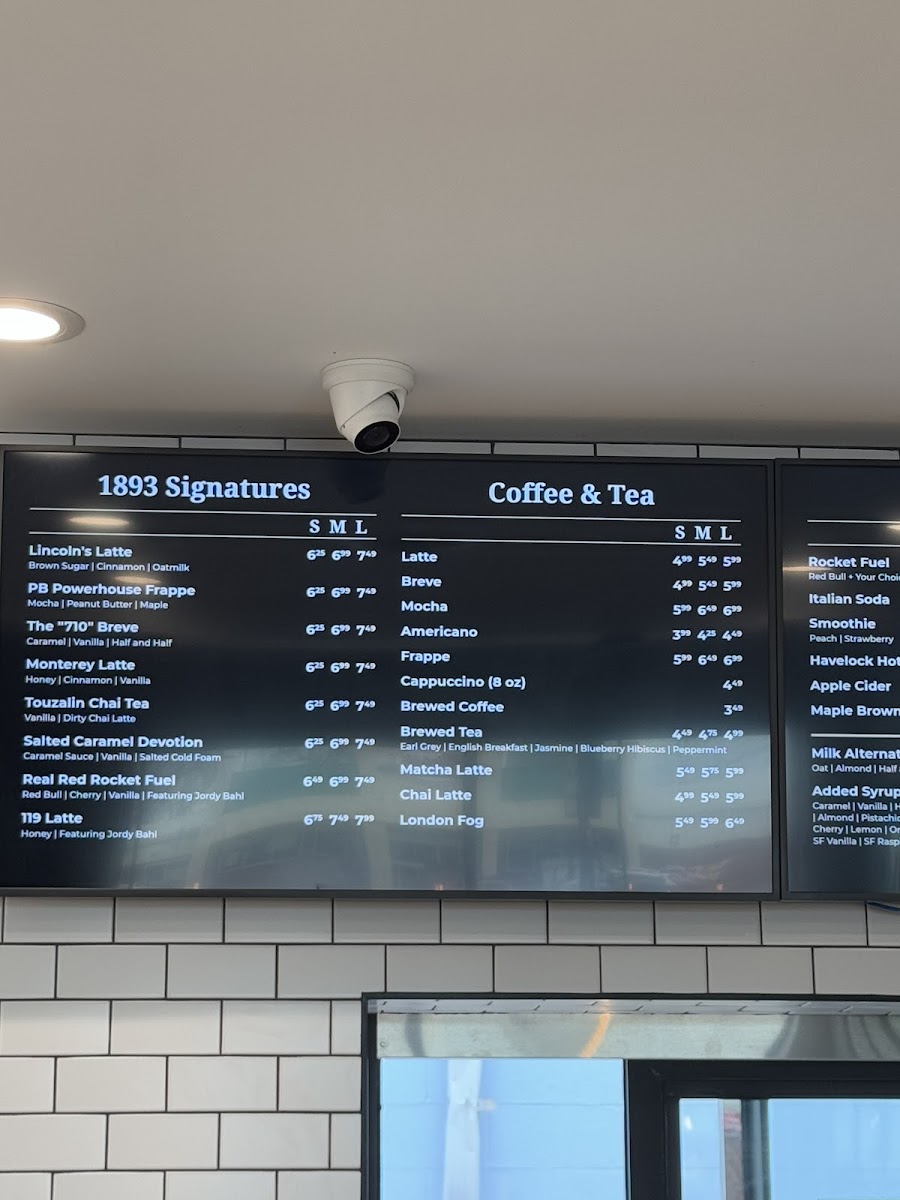 1893 Signatures
S M L
Lincoln's Latte 6.25 6.99 7.49
Brown Sugar | Cinnamon | Oatmilk
PB Powerhouse Frappe 6.25 6.99 7.49
Mocha | Peanut Butter | Maple
The "710" Breve 6.25 6.99 7.49
Caramel | Vanilla | Half and Half
Monterey Latte 6.25 6.99 7.49
Honey | Cinnamon | Vanilla
Touzalin Chai Tea 6.25 6.99 7.49
Vanilla | Dirty Chai Latte
Salted Caramel Devotion 6.25 6.99 7.49
Caramel Sauce | Vanilla | Salted Cold Foam
Real Red Rocket Fuel 6.49 6.99 7.49
Red Bull | Cherry | Vanilla | Featuring Jordy Bahl
119 Latte 6.75 7.49 7.99
Honey | Featuring Jordy Bahl
Coffee & Tea
S M L
Latte 4.99 5.49 5.99
Breve 4.99 5.49 5.99
Mocha 5.99 6.49 6.99
Americano 3.99 4.25 4.49
Frappe 5.99 6.49 6.99
Cappuccino (8 oz) 4.49
Brewed Coffee 3.49
Brewed Tea 4.49 4.75 4.99
Earl Grey | English Breakfast | Jasmine | Blueberry Hibiscus | Peppermint
Matcha Latte 5.49 5.75 5.99
Chai Latte 4.99 5.49 5.99
London Fog 5.49 5.99 6.49
Rocket Fuel
Red Bull + Your
Italian Soda
Smoothie
Peach | Strawberry
Havelock
Apple Cider
Maple Brown
Milk
Oat | Almond | Half
Added
Caramel | Vanilla |
| Almond |
Cherry | Lemon |
SF Vanilla | SF